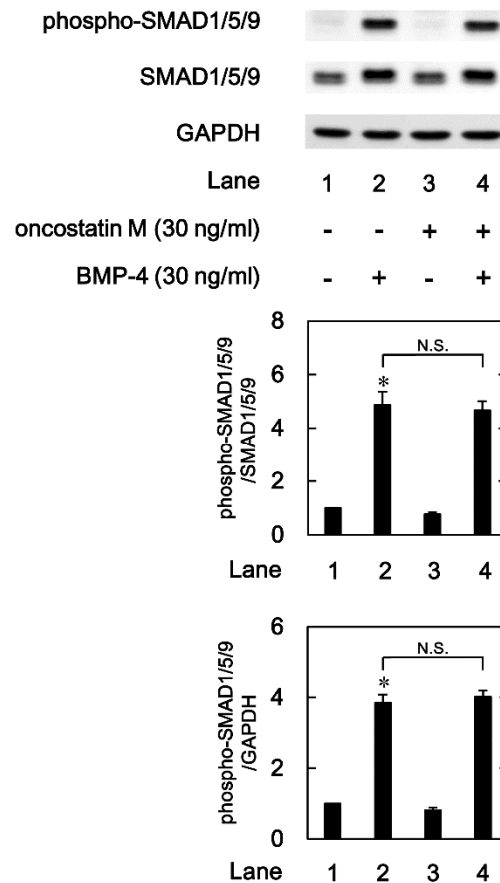 phospho-SMAD1/5/9
SMAD1/5/9
GAPDH
Lane 1 2 3 4
oncostatin M (30 ng/ml) - - + +
BMP-4 (30 ng/ml) - + - +
phospho-SMAD1/5/9
/SMAD1/5/9
8
6
4
2
0
N.S.
*
Lane 1 2 3 4
phospho-SMAD1/5/9
/GAPDH
6
4
2
0
N.S.
*
Lane 1 2 3 4